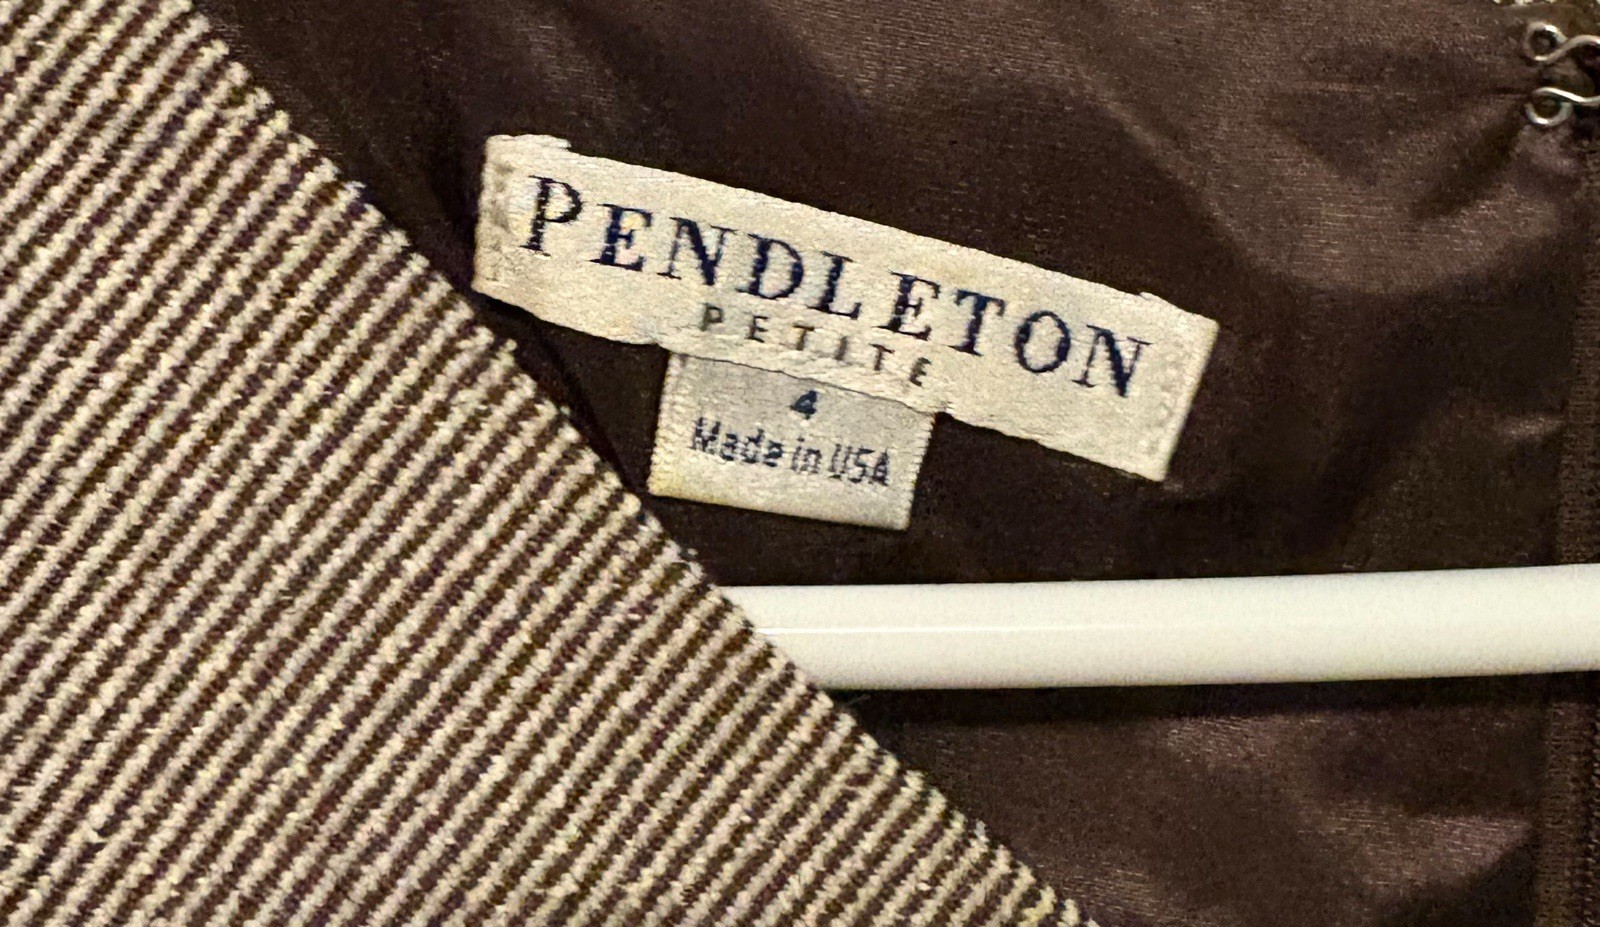 PENDLETON
PETITE
4
Made in USA